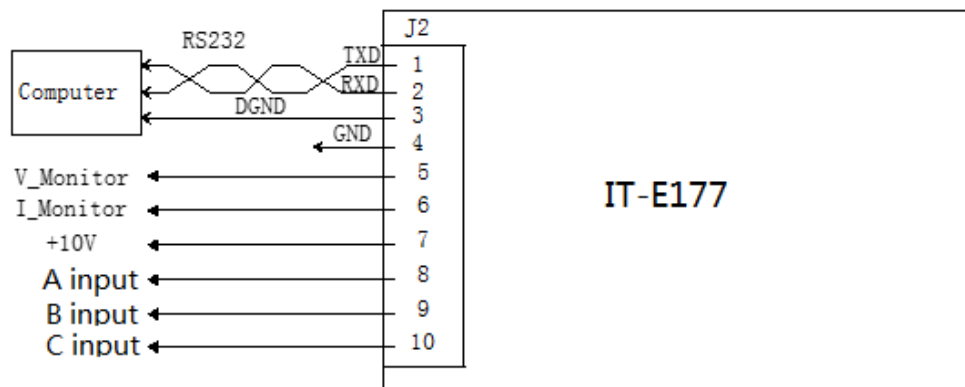 J2
RS232
TXD
1
Computer
RXD
2
DGND
3
GND
4
V_Monitor
5
I_Monitor
6
IT-E177
+10V
7
A input
8
B input
9
C input
10